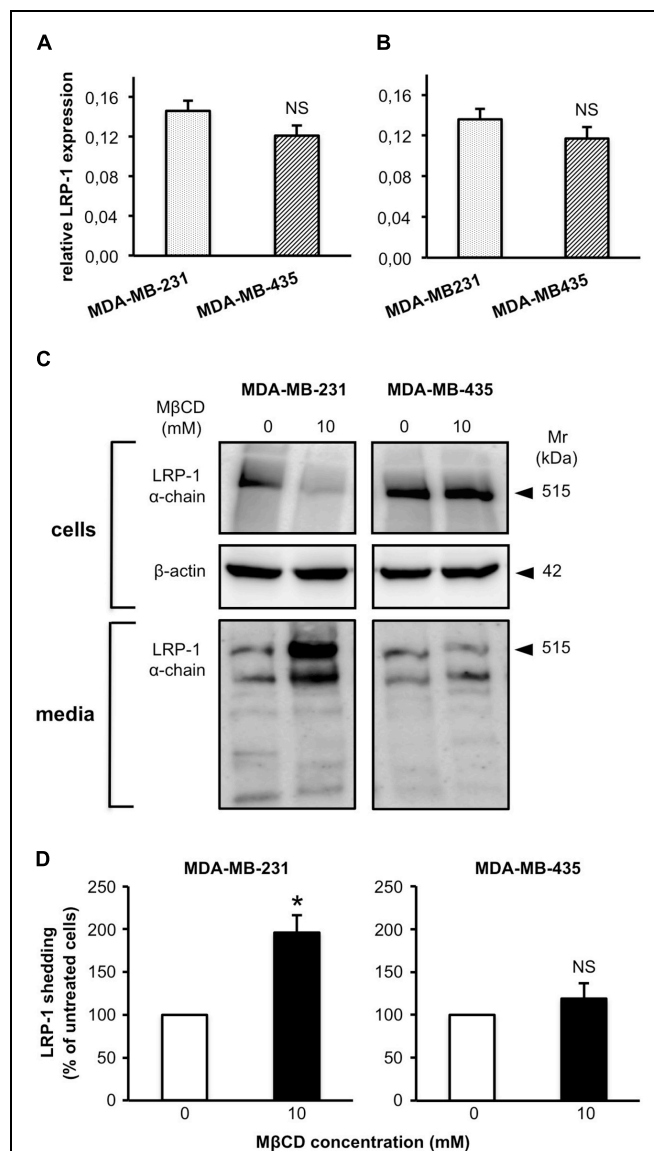 A
B
relative LRP-1 expression
0,16
0,12
0,08
0,04
0,00
NS
MDA-MB-231
MDA-MB-435
0,16
0,12
0,08
0,04
0,00
NS
MDA-MB231
MDA-MB435
C
MDA-MB-231 MDA-MB-435
MβCD
(mM)
0 10 0 10
Mr
(kDa)
cells
LRP-1
α-chain
515
β-actin
42
media
LRP-1
α-chain
515
D
MDA-MB-231 MDA-MB-435
LRP-1 shedding
(% of untreated cells)
250
200
150
100
50
0
*
0 10
250
200
150
100
50
0
NS
0 10
MβCD concentration (mM)